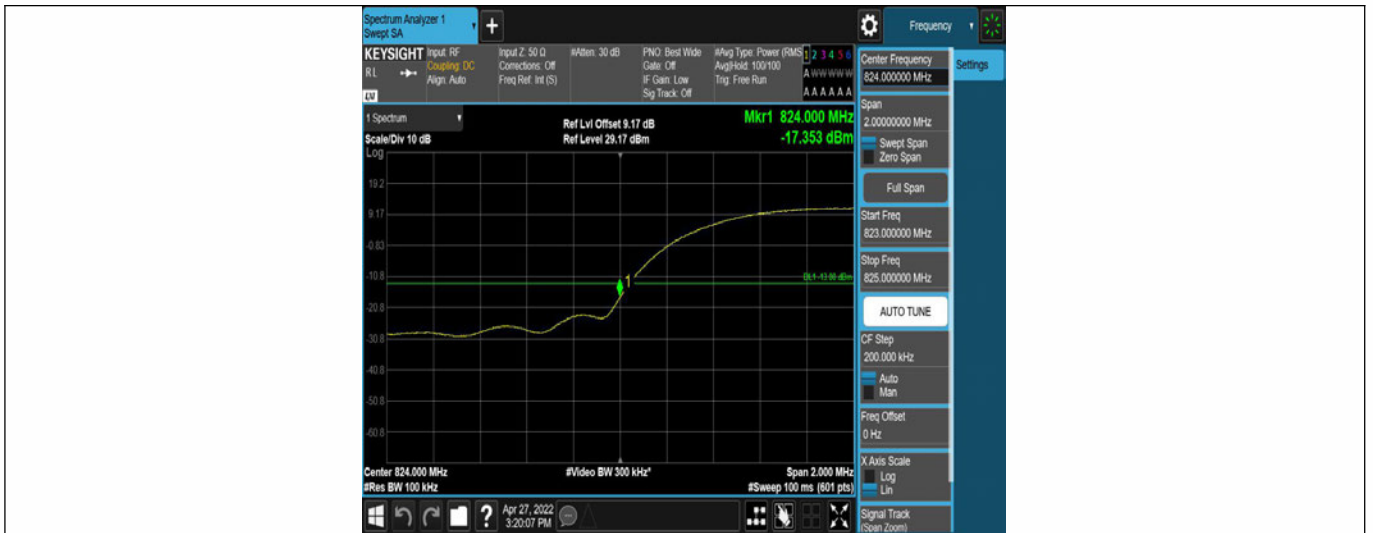 Spectrum Analyzer 1
Swept SA
Frequency
KEYSIGHT
RL
LXI
Input: RF
Coupling: DC
Align: Auto
Input Z: 50 Ω
Corrections: Off
Freq Ref: Int (S)
#Atten: 30 dB
PNO: Best Wide
Gate: Off
IF Gain: Low
Sig Track: Off
#Avg Type: Power (RMS
Avg|Hold: 100/100
Trig: Free Run
1 2 3 4 5 6
A W W W W W
A A A A A A
1 Spectrum
Scale/Div 10 dB
Log
Ref Lvl Offset 9.17 dB
Ref Level 29.17 dBm
Mkr1 824.000 MHz
-17.353 dBm
19.2
9.17
-0.83
-10.8
-20.8
-30.8
-40.8
-50.8
-60.8
1
DL1 -13.00 dBm
Center 824.000 MHz
#Res BW 100 kHz
#Video BW 300 kHz*
Span 2.000 MHz
#Sweep 100 ms (601 pts)
?
Apr 27, 2022
3:20:07 PM
Center Frequency
824.000000 MHz
Settings
Span
2.00000000 MHz
Swept Span
Zero Span
Full Span
Start Freq
823.000000 MHz
Stop Freq
825.000000 MHz
AUTO TUNE
CF Step
200.000 kHz
Auto
Man
Freq Offset
0 Hz
X Axis Scale
Log
Lin
Signal Track
(Span Zoom)